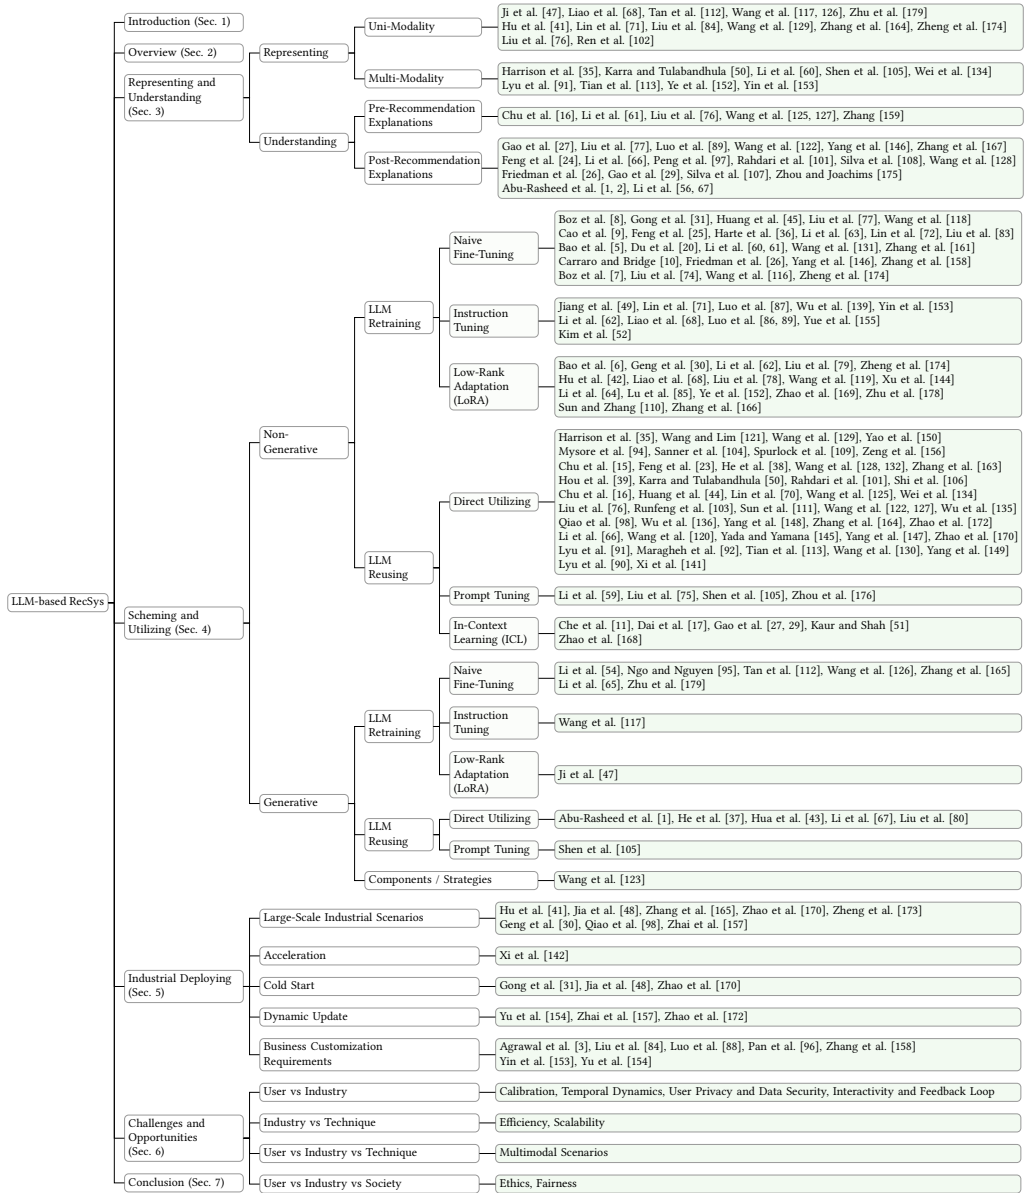 LLM-based RecSys
Introduction (Sec. 1)
Overview (Sec. 2)
Representing and
Understanding
(Sec. 3)
Representing
Uni-Modality
Ji et al. [47], Liao et al. [68], Tan et al. [112], Wang et al. [117, 126], Zhu et al. [179]
Hu et al. [41], Lin et al. [71], Liu et al. [84], Wang et al. [129], Zhang et al. [164], Zheng et al. [174]
Liu et al. [76], Ren et al. [102]
Multi-Modality
Harrison et al. [35], Karra and Tulabandhula [50], Li et al. [60], Shen et al. [105], Wei et al. [134]
Lyu et al. [91], Tian et al. [113], Ye et al. [152], Yin et al. [153]
Understanding
Pre-Recommendation
Explanations
Chu et al. [16], Li et al. [61], Liu et al. [76], Wang et al. [125, 127], Zhang [159]
Post-Recommendation
Explanations
Gao et al. [27], Liu et al. [77], Luo et al. [89], Wang et al. [122], Yang et al. [146], Zhang et al. [167]
Feng et al. [24], Li et al. [66], Peng et al. [97], Rahdari et al. [101], Silva et al. [108], Wang et al. [128]
Friedman et al. [26], Gao et al. [29], Silva et al. [107], Zhou and Joachims [175]
Abu-Rasheed et al. [1, 2], Li et al. [56, 67]
Scheming and
Utilizing (Sec. 4)
Non-
Generative
LLM
Retraining
Naive
Fine-Tuning
Boz et al. [8], Gong et al. [31], Huang et al. [45], Liu et al. [77], Wang et al. [118]
Cao et al. [9], Feng et al. [25], Harte et al. [36], Li et al. [63], Lin et al. [72], Liu et al. [83]
Bao et al. [5], Du et al. [20], Li et al. [60, 61], Wang et al. [131], Zhang et al. [161]
Carraro and Bridge [10], Friedman et al. [26], Yang et al. [146], Zhang et al. [158]
Boz et al. [7], Liu et al. [74], Wang et al. [116], Zheng et al. [174]
Instruction
Tuning
Jiang et al. [49], Lin et al. [71], Luo et al. [87], Wu et al. [139], Yin et al. [153]
Li et al. [62], Liao et al. [68], Luo et al. [86, 89], Yue et al. [155]
Kim et al. [52]
Low-Rank
Adaptation
(LoRA)
Bao et al. [6], Geng et al. [30], Li et al. [62], Liu et al. [79], Zheng et al. [174]
Hu et al. [42], Liao et al. [68], Liu et al. [78], Wang et al. [119], Xu et al. [144]
Li et al. [64], Lu et al. [85], Ye et al. [152], Zhao et al. [169], Zhu et al. [178]
Sun and Zhang [110], Zhang et al. [166]
LLM
Reusing
Direct Utilizing
Harrison et al. [35], Wang and Lim [121], Wang et al. [129], Yao et al. [150]
Mysore et al. [94], Sanner et al. [104], Spurlock et al. [109], Zeng et al. [156]
Chu et al. [15], Feng et al. [23], He et al. [38], Wang et al. [128, 132], Zhang et al. [163]
Hou et al. [39], Karra and Tulabandhula [50], Rahdari et al. [101], Shi et al. [106]
Chu et al. [16], Huang et al. [44], Lin et al. [70], Wang et al. [125], Wei et al. [134]
Liu et al. [76], Runfeng et al. [103], Sun et al. [111], Wang et al. [122, 127], Wu et al. [135]
Qiao et al. [98], Wu et al. [136], Yang et al. [148], Zhang et al. [164], Zhao et al. [172]
Li et al. [66], Wang et al. [120], Yada and Yamana [145], Yang et al. [147], Zhao et al. [170]
Lyu et al. [91], Maragheh et al. [92], Tian et al. [113], Wang et al. [130], Yang et al. [149]
Lyu et al. [90], Xi et al. [141]
Prompt Tuning
Li et al. [59], Liu et al. [75], Shen et al. [105], Zhou et al. [176]
In-Context
Learning (ICL)
Che et al. [11], Dai et al. [17], Gao et al. [27, 29], Kaur and Shah [51]
Zhao et al. [168]
Generative
LLM
Retraining
Naive
Fine-Tuning
Li et al. [54], Ngo and Nguyen [95], Tan et al. [112], Wang et al. [126], Zhang et al. [165]
Li et al. [65], Zhu et al. [179]
Instruction
Tuning
Wang et al. [117]
Low-Rank
Adaptation
(LoRA)
Ji et al. [47]
LLM
Reusing
Direct Utilizing
Abu-Rasheed et al. [1], He et al. [37], Hua et al. [43], Li et al. [67], Liu et al. [80]
Prompt Tuning
Shen et al. [105]
Components / Strategies
Wang et al. [123]
Industrial Deploying
(Sec. 5)
Large-Scale Industrial Scenarios
Hu et al. [41], Jia et al. [48], Zhang et al. [165], Zhao et al. [170], Zheng et al. [173]
Geng et al. [30], Qiao et al. [98], Zhai et al. [157]
Acceleration
Xi et al. [142]
Cold Start
Gong et al. [31], Jia et al. [48], Zhao et al. [170]
Dynamic Update
Yu et al. [154], Zhai et al. [157], Zhao et al. [172]
Business Customization
Requirements
Agrawal et al. [3], Liu et al. [84], Luo et al. [88], Pan et al. [96], Zhang et al. [158]
Yin et al. [153], Yu et al. [154]
Challenges and
Opportunities
(Sec. 6)
User vs Industry
Calibration, Temporal Dynamics, User Privacy and Data Security, Interactivity and Feedback Loop
Industry vs Technique
Efficiency, Scalability
User vs Industry vs Technique
Multimodal Scenarios
User vs Industry vs Society
Ethics, Fairness
Conclusion (Sec. 7)